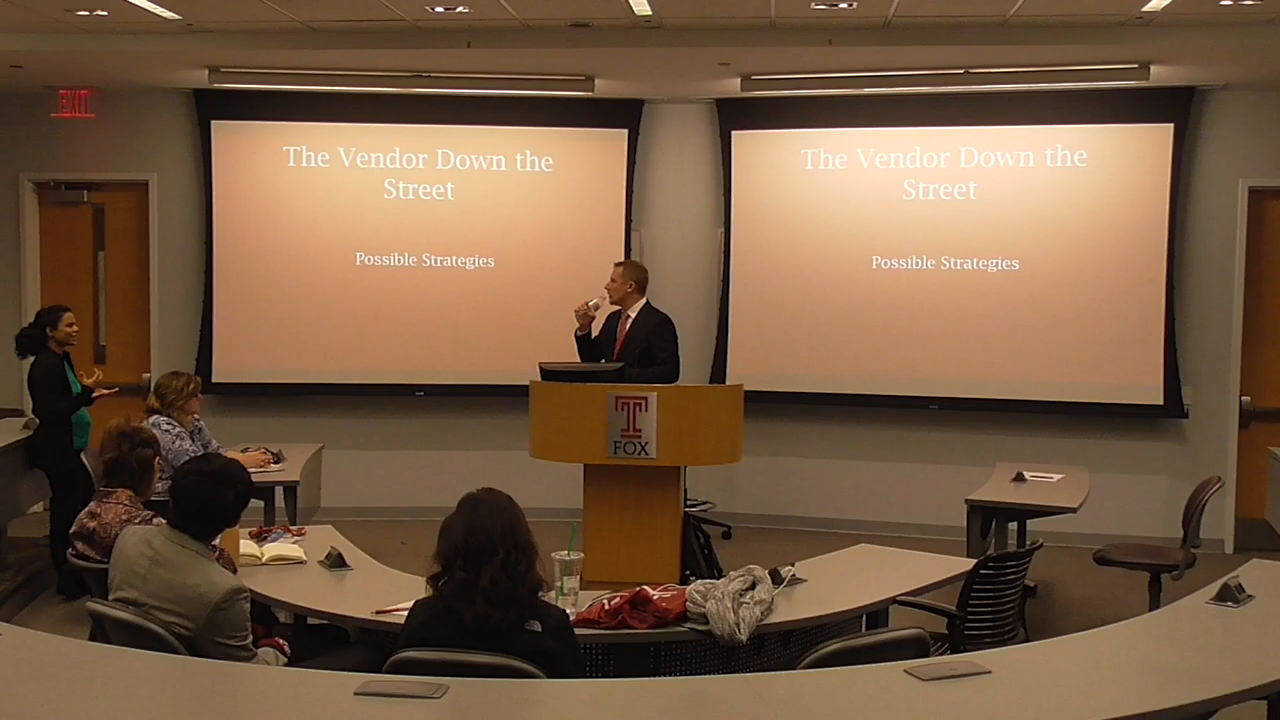 EXIT
The Vendor Down the
Street
Possible Strategies
The Vendor Down the
Street
Possible Strategies
T
FOX